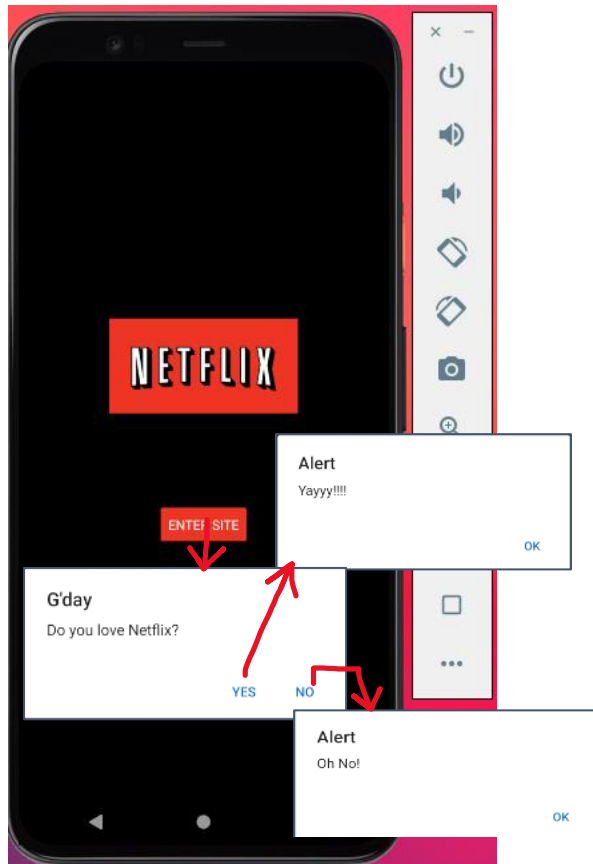 NETFLIX
ENTER SITE
Alert
Yayyy!!!!
OK
G'day
Do you love Netflix?
YES NO
Alert
Oh No!
OK